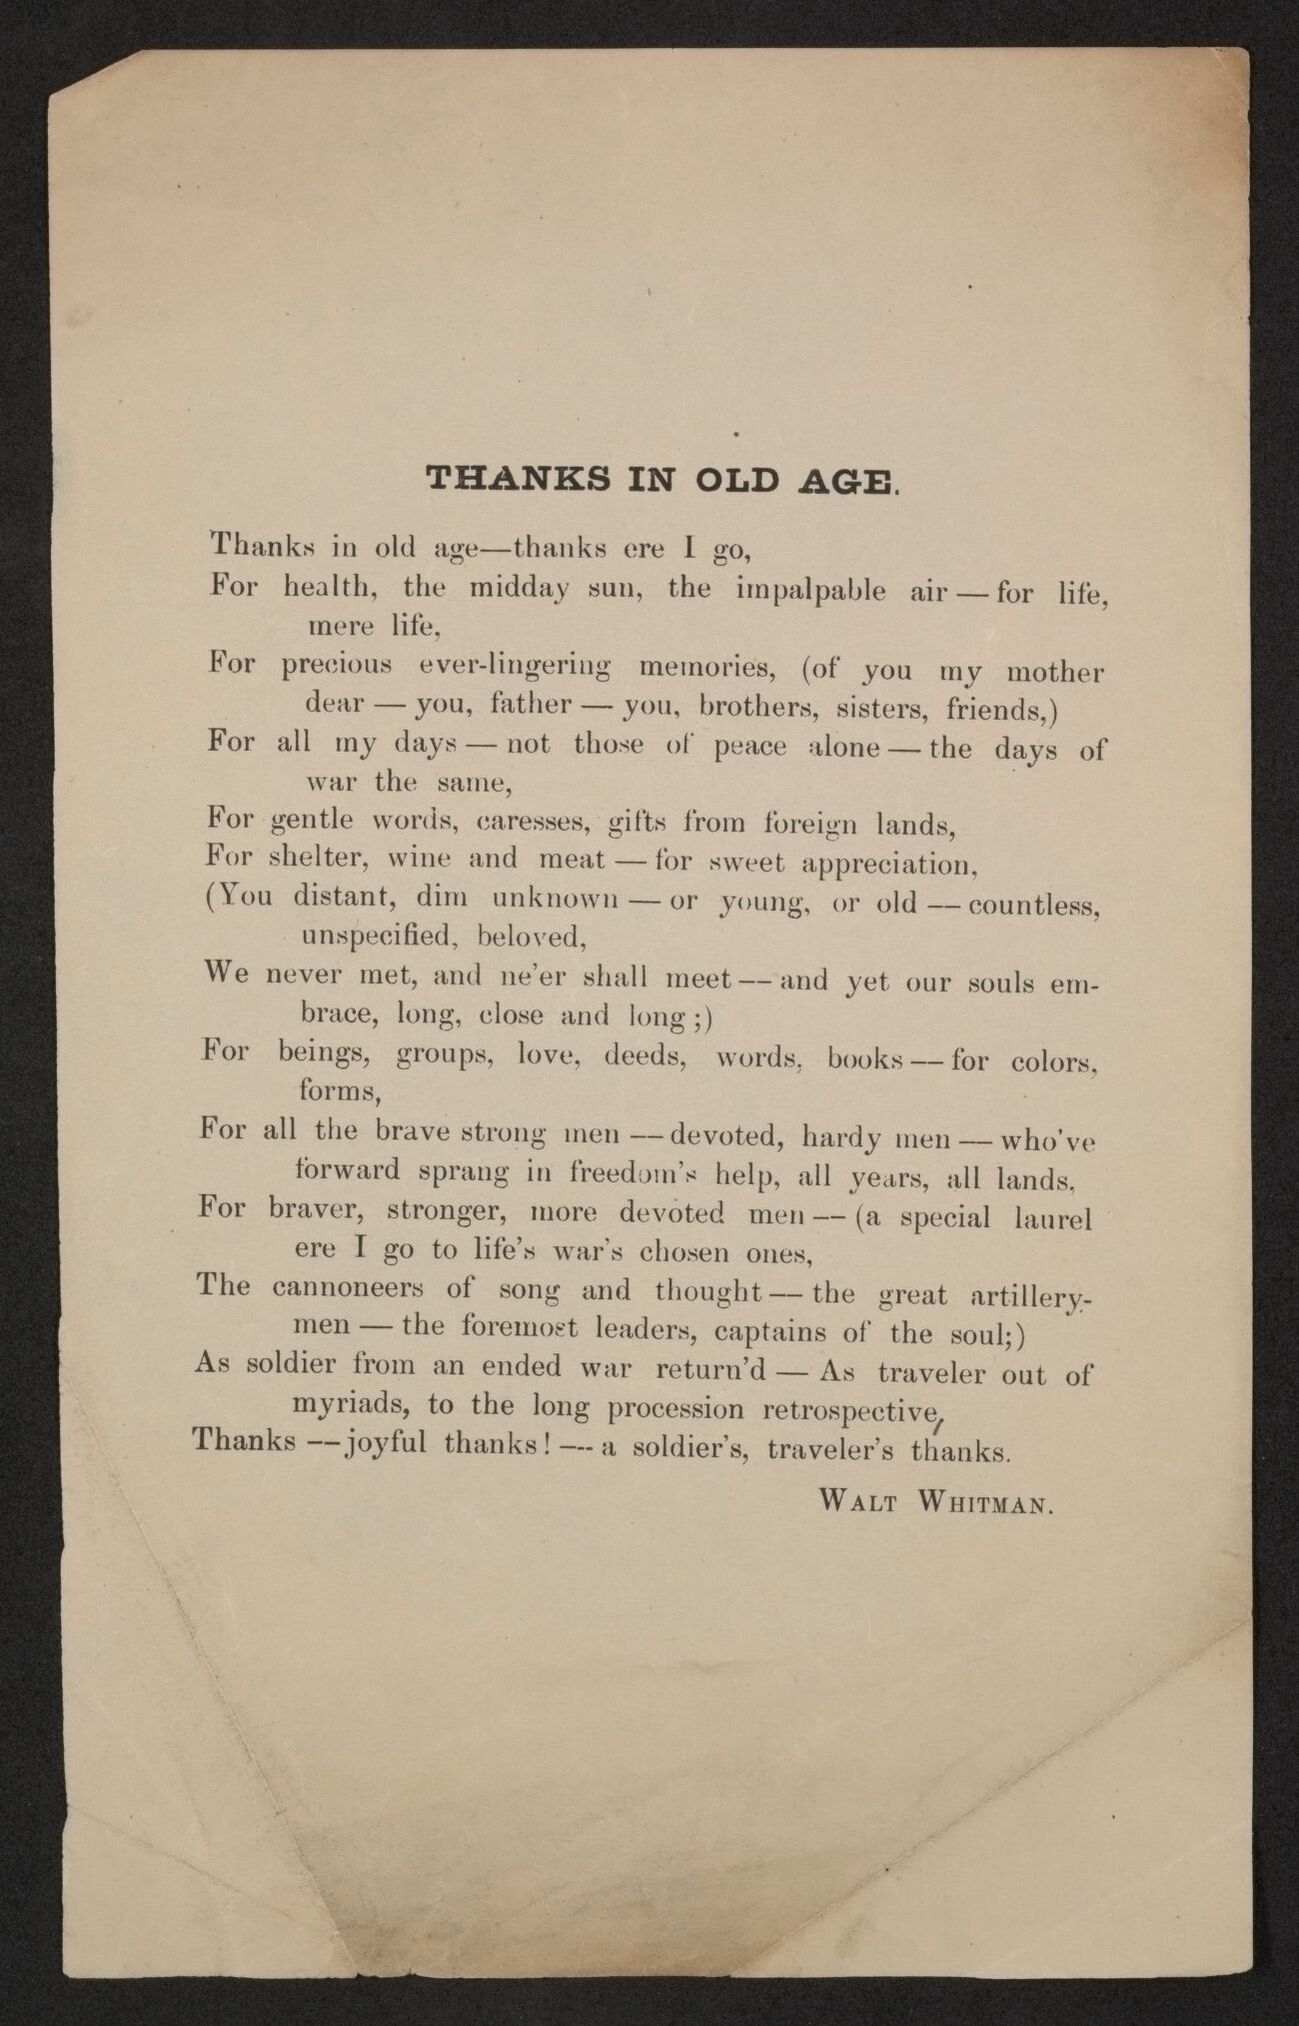 THANKS IN OLD AGE.
Thanks in old age—thanks ere I go,
For health, the midday sun, the impalpable air — for life,
mere life,
For precious ever-lingering memories, (of you my mother
dear — you, father — you, brothers, sisters, friends,)
For all my days — not those of peace alone — the days of
war the same,
For gentle words, caresses, gifts from foreign lands,
For shelter, wine and meat — for sweet appreciation,
(You distant, dim unknown — or young, or old — countless,
unspecified, beloved,
We never met, and ne'er shall meet — and yet our souls em-
brace, long, close and long ;)
For beings, groups, love, deeds, words, books — for colors,
forms,
For all the brave strong men — devoted, hardy men — who've
forward sprang in freedom's help, all years, all lands,
For braver, stronger, more devoted men — (a special laurel
ere I go to life's war's chosen ones,
The cannoneers of song and thought — the great artillery-
men — the foremost leaders, captains of the soul;)
As soldier from an ended war return'd — As traveler out of
myriads, to the long procession retrospective,
Thanks — joyful thanks! — a soldier's, traveler's thanks.
WALT WHITMAN.